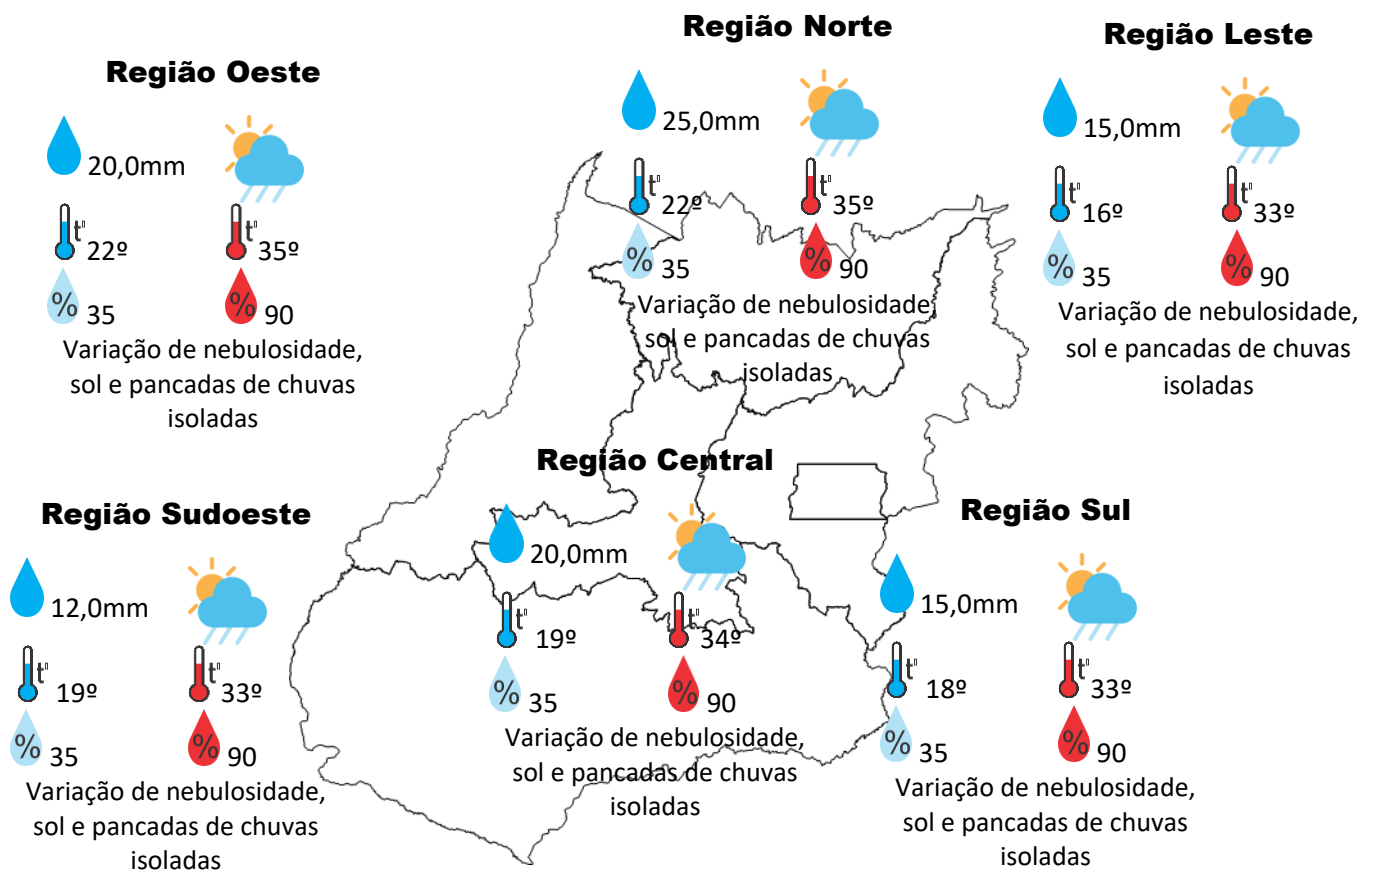 Região Norte
25,0mm
t°
22º
t°
35º
% 35
% 90
Variação de nebulosidade,
sol e pancadas de chuvas
isoladas
Região Leste
15,0mm
t°
16º
t°
33º
% 35
% 90
Variação de nebulosidade,
sol e pancadas de chuvas
isoladas
Região Oeste
20,0mm
t°
22º
t°
35º
% 35
% 90
Variação de nebulosidade,
sol e pancadas de chuvas
isoladas
Região Central
20,0mm
t°
19º
t°
34º
% 35
% 90
Variação de nebulosidade,
sol e pancadas de chuvas
isoladas
Região Sudoeste
12,0mm
t°
19º
t°
33º
% 35
% 90
Variação de nebulosidade,
sol e pancadas de chuvas
isoladas
Região Sul
15,0mm
t°
18º
t°
33º
% 35
% 90
Variação de nebulosidade,
sol e pancadas de chuvas
isoladas